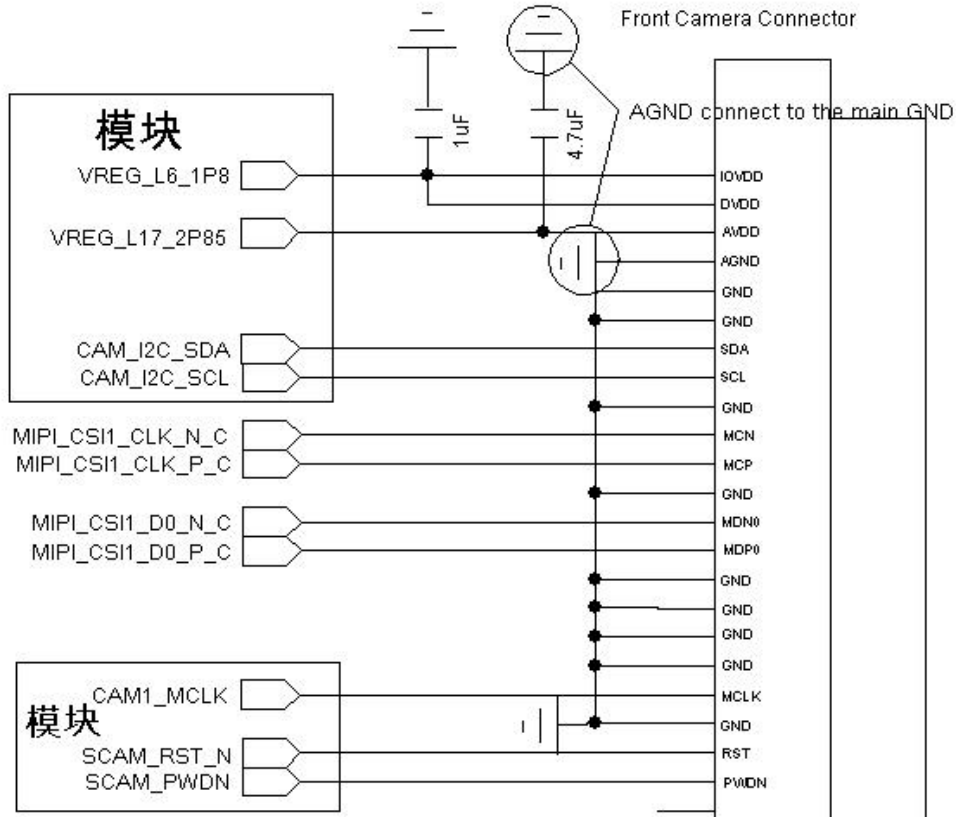 Front Camera Connector
AGND connect to the main GND
1uF
4.7uF
模块
VREG_L6_1P8
IOVDD
DVDD
VREG_L17_2P85
AVDD
AGND
GND
GND
CAM_I2C_SDA
SDA
CAM_I2C_SCL
SCL
GND
MIPI_CSI1_CLK_N_C
MCN
MIPI_CSI1_CLK_P_C
MCP
GND
MIPI_CSI1_D0_N_C
MDN0
MIPI_CSI1_D0_P_C
MDP0
GND
GND
GND
GND
模块
CAM1_MCLK
MCLK
GND
SCAM_RST_N
RST
SCAM_PWDN
PWDN